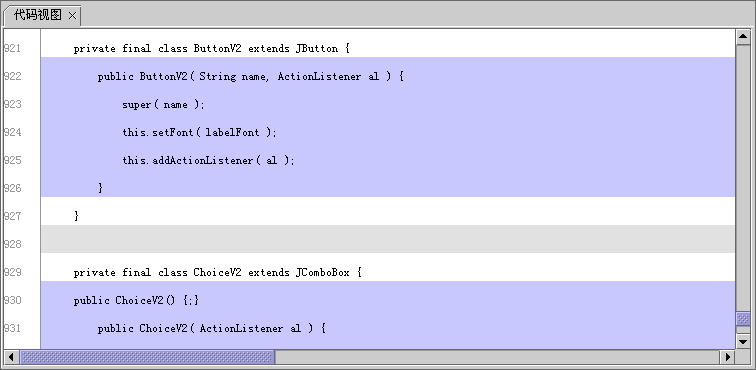 代码视图
921 private final class ButtonV2 extends JButton {
922 public ButtonV2( String name, ActionListener al ) {
923 super( name );
924 this.setFont( labelFont );
925 this.addActionListener( al );
926 }
927 }
928
929 private final class ChoiceV2 extends JComboBox {
930 public ChoiceV2() {;}
931 public ChoiceV2( ActionListener al ) {